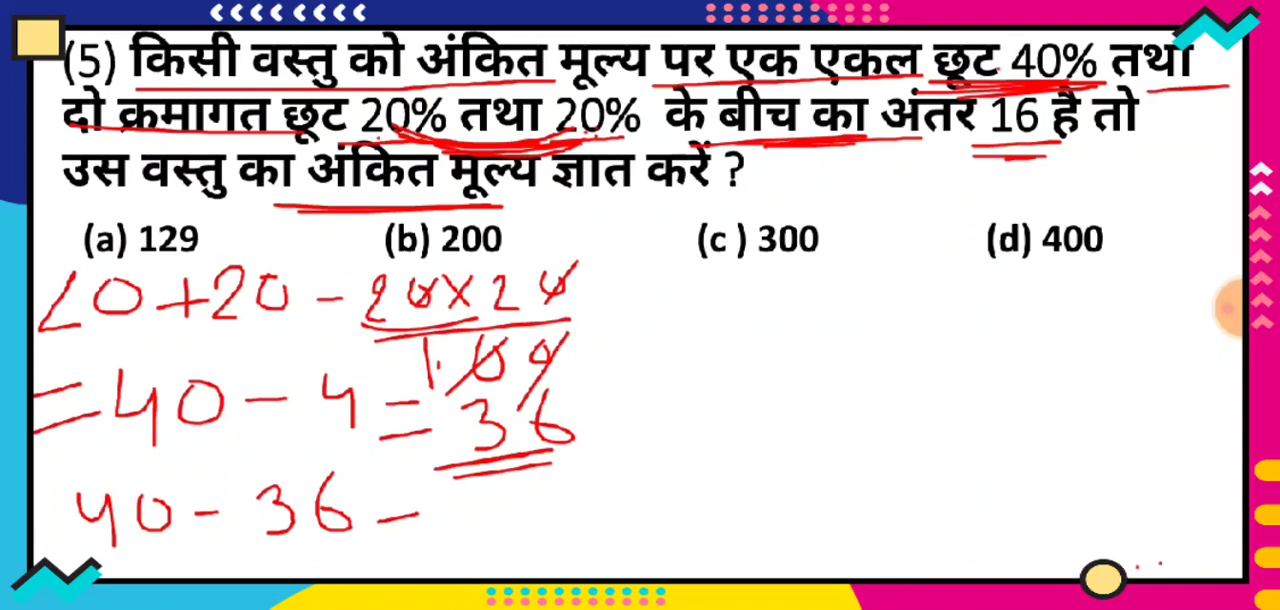 (5) किसी वस्तु को अंकित मूल्य पर एक एकल छूट 40% तथा
दो क्रमागत छूट 20% तथा 20% के बीच का अंतर 16 है तो
उस वस्तु का अंकित मूल्य ज्ञात करें ?
(a) 129 (b) 200 (c ) 300 (d) 400
20+20 - 20×20
100
= 40 - 4 = 36
40 - 36 -